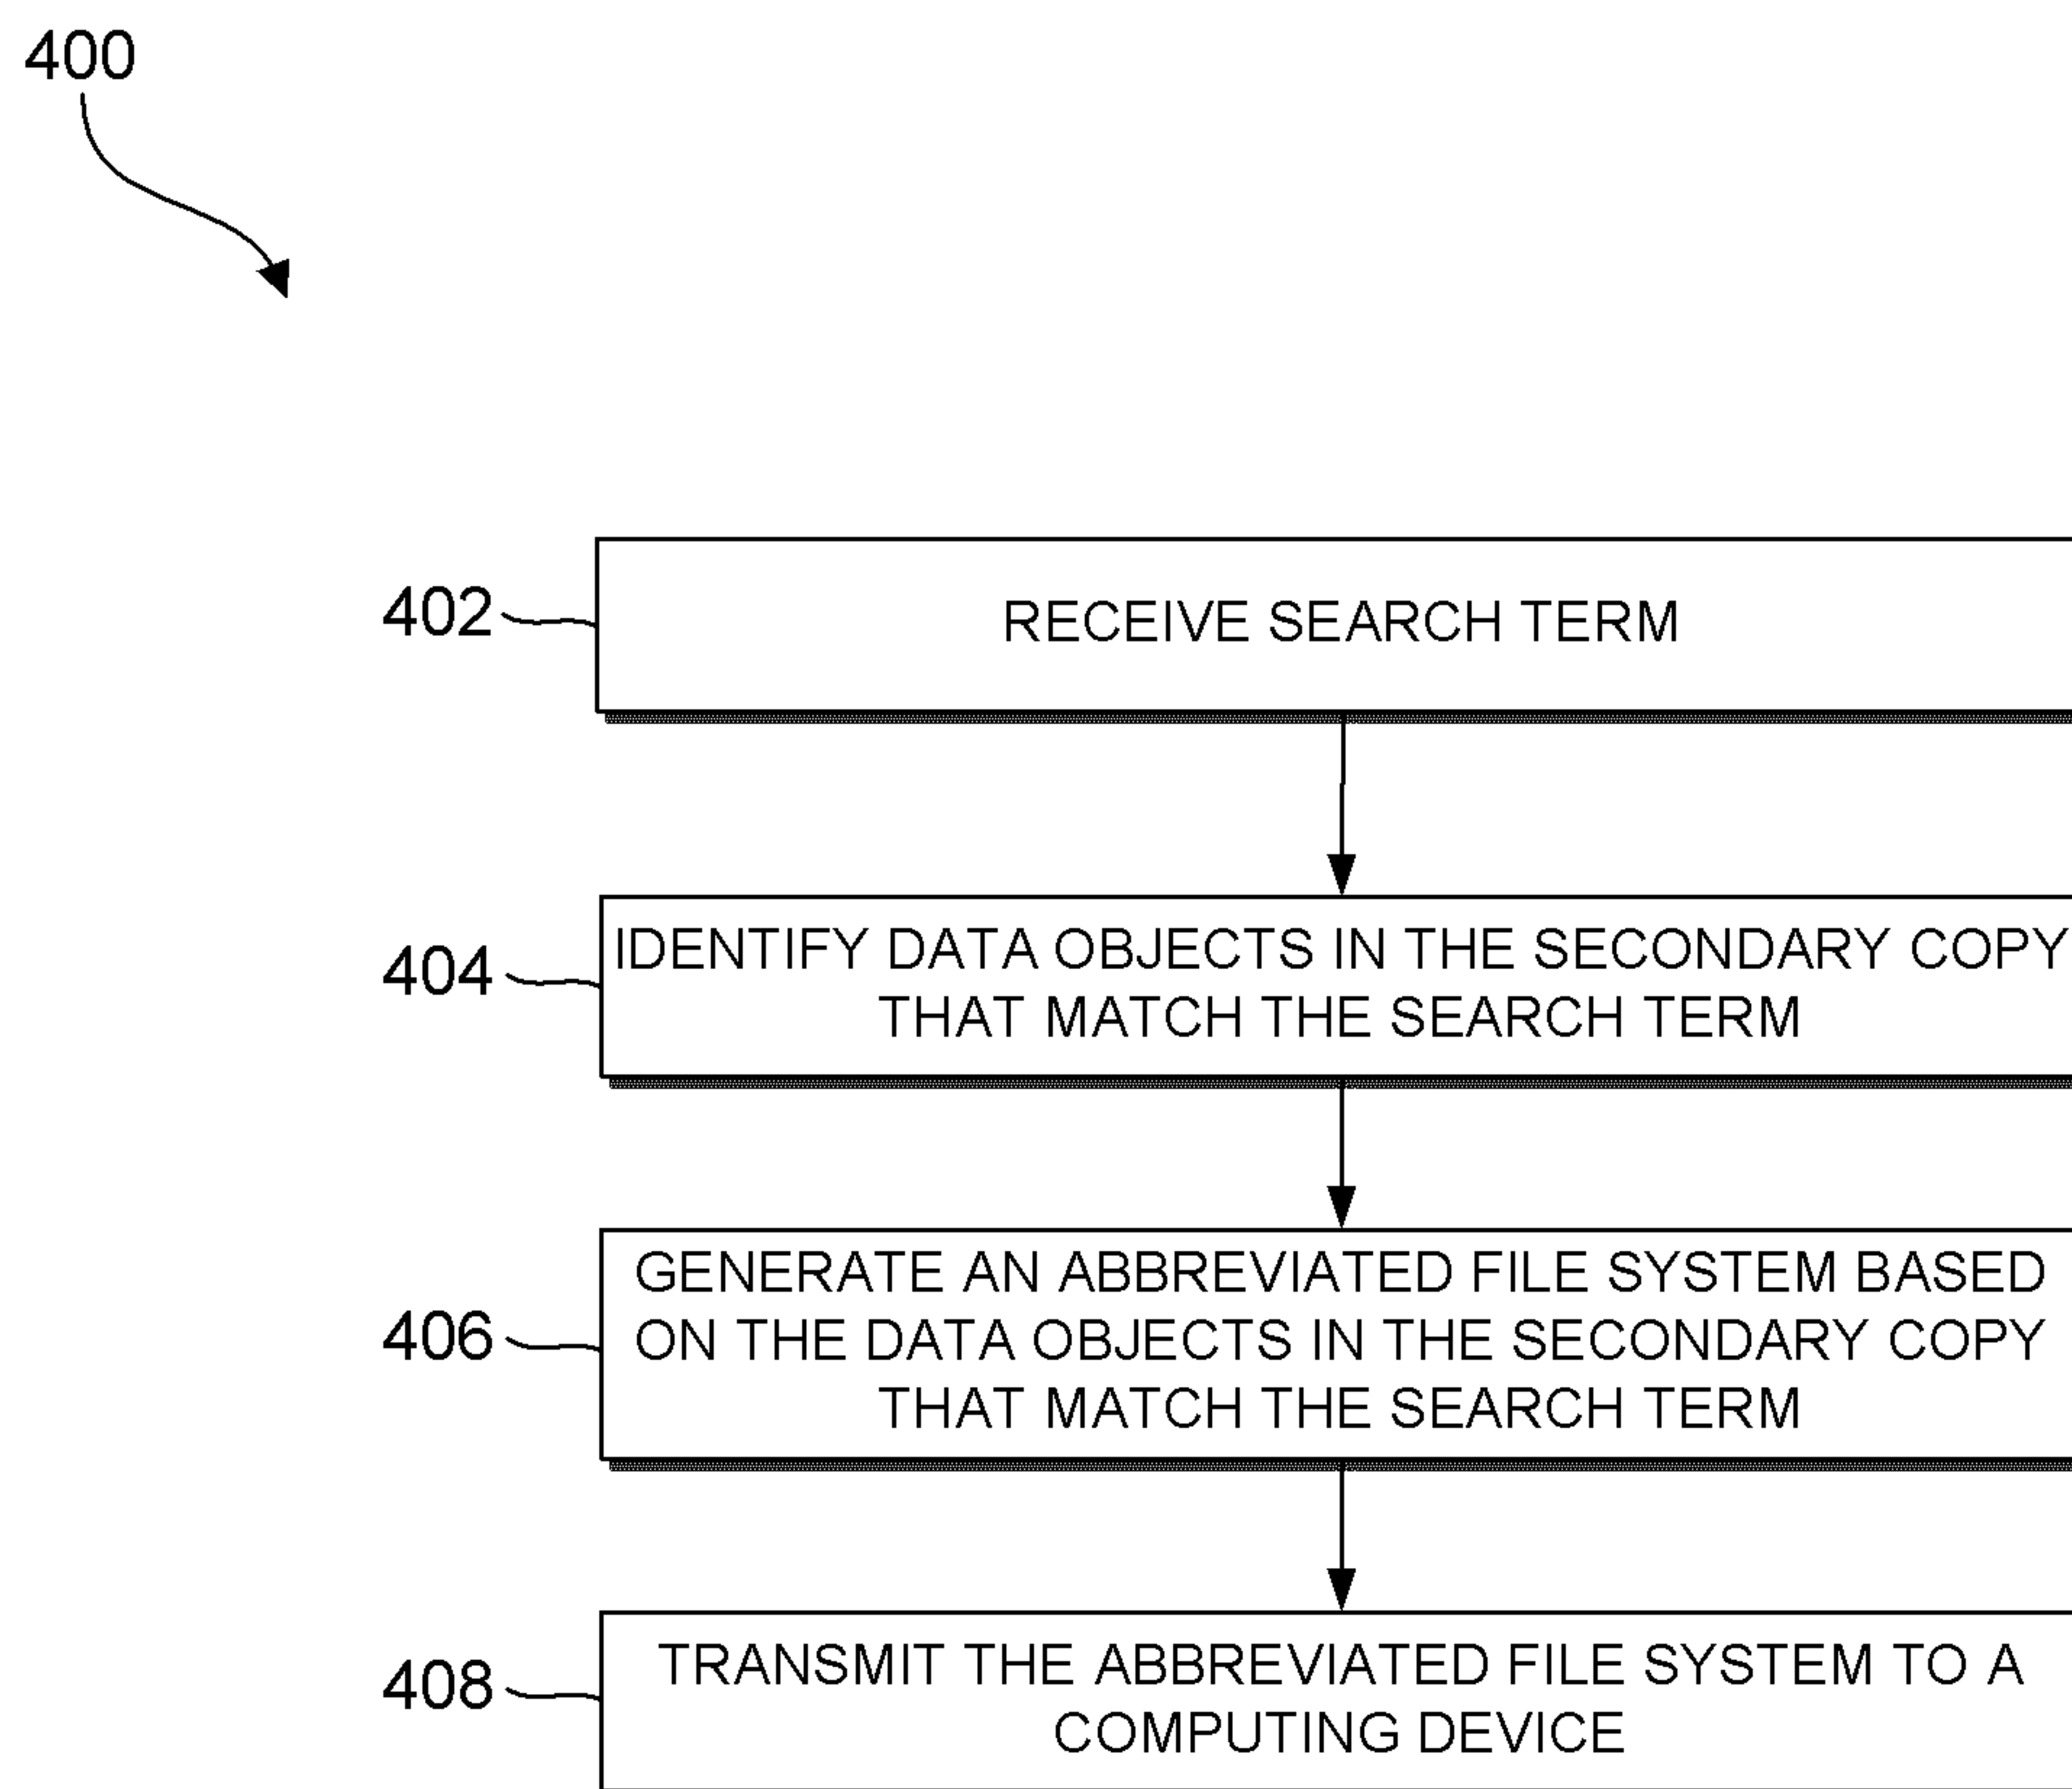 400
402
RECEIVE SEARCH TERM
404
IDENTIFY DATA OBJECTS IN THE SECONDARY COPY
THAT MATCH THE SEARCH TERM
406
GENERATE AN ABBREVIATED FILE SYSTEM BASED
ON THE DATA OBJECTS IN THE SECONDARY COPY
THAT MATCH THE SEARCH TERM
408
TRANSMIT THE ABBREVIATED FILE SYSTEM TO A
COMPUTING DEVICE